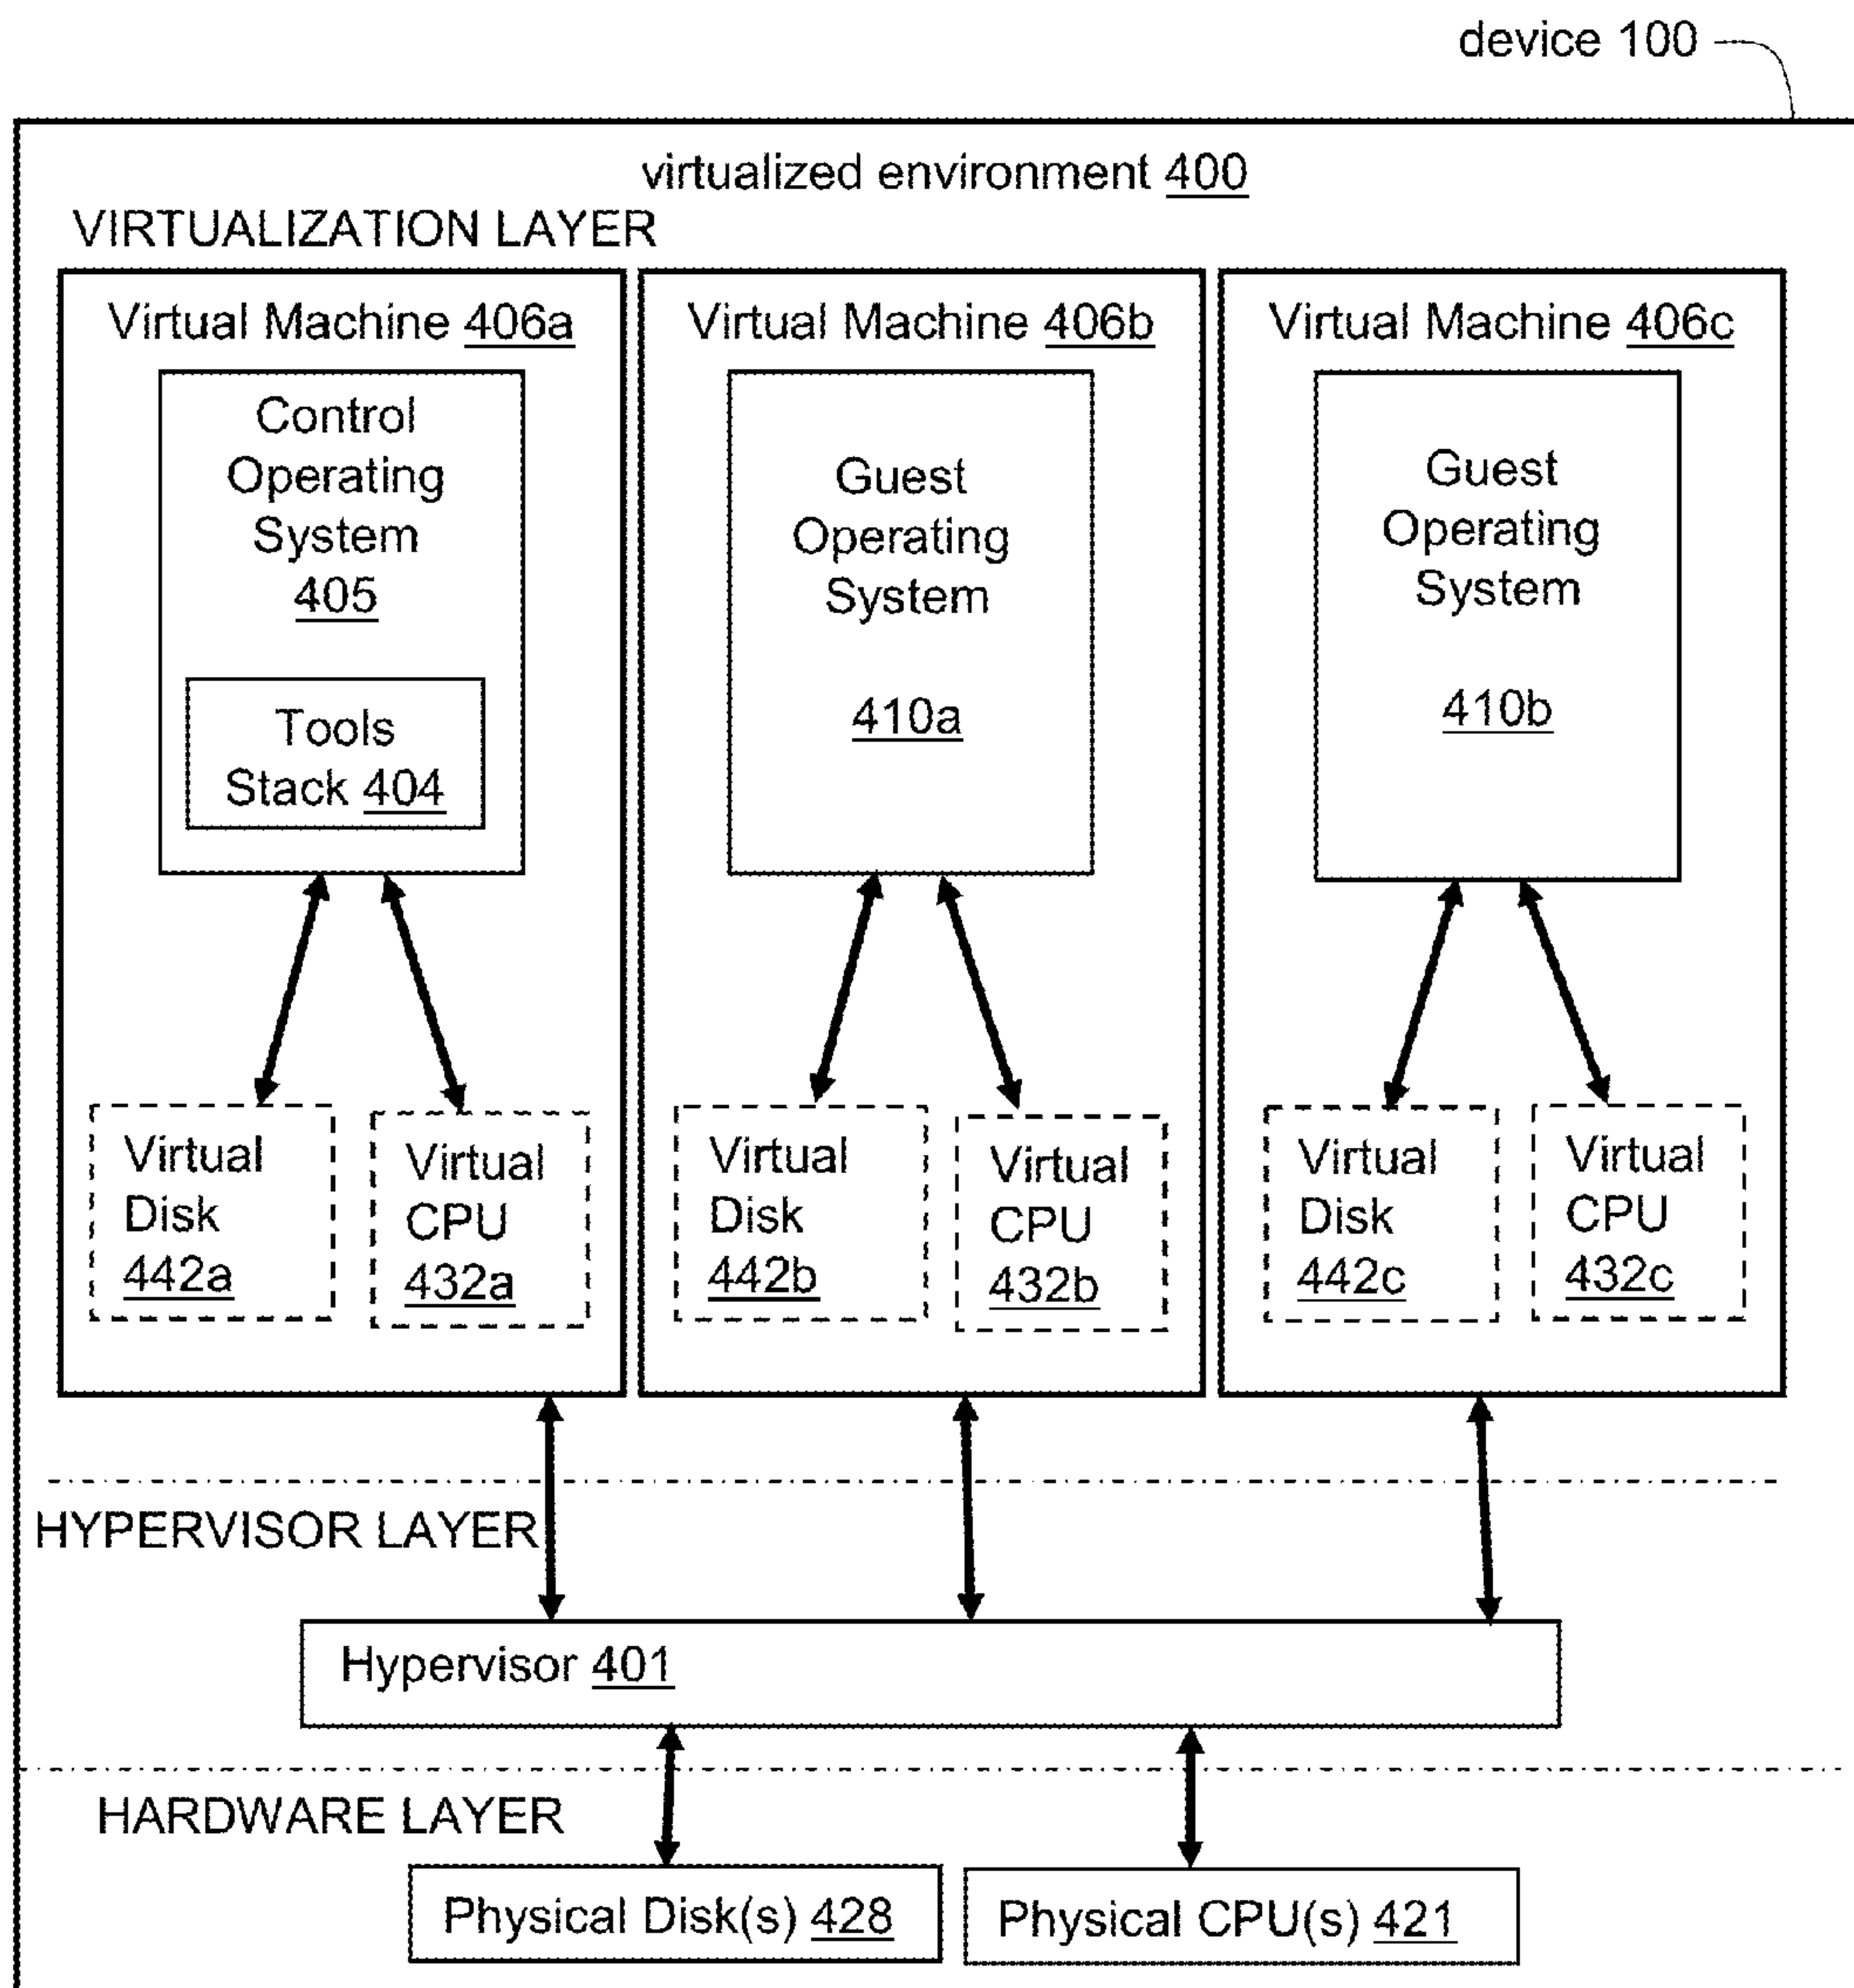 device 100
virtualized environment 400
VIRTUALIZATION LAYER
Virtual Machine 406a
Control
Operating
System
405
Tools
Stack 404
Virtual
Disk
442a
Virtual
CPU
432a
Virtual Machine 406b
Guest
Operating
System
410a
Virtual
Disk
442b
Virtual
CPU
432b
Virtual Machine 406c
Guest
Operating
System
410b
Virtual
Disk
442c
Virtual
CPU
432c
HYPERVISOR LAYER
Hypervisor 401
HARDWARE LAYER
Physical Disk(s) 428
Physical CPU(s) 421